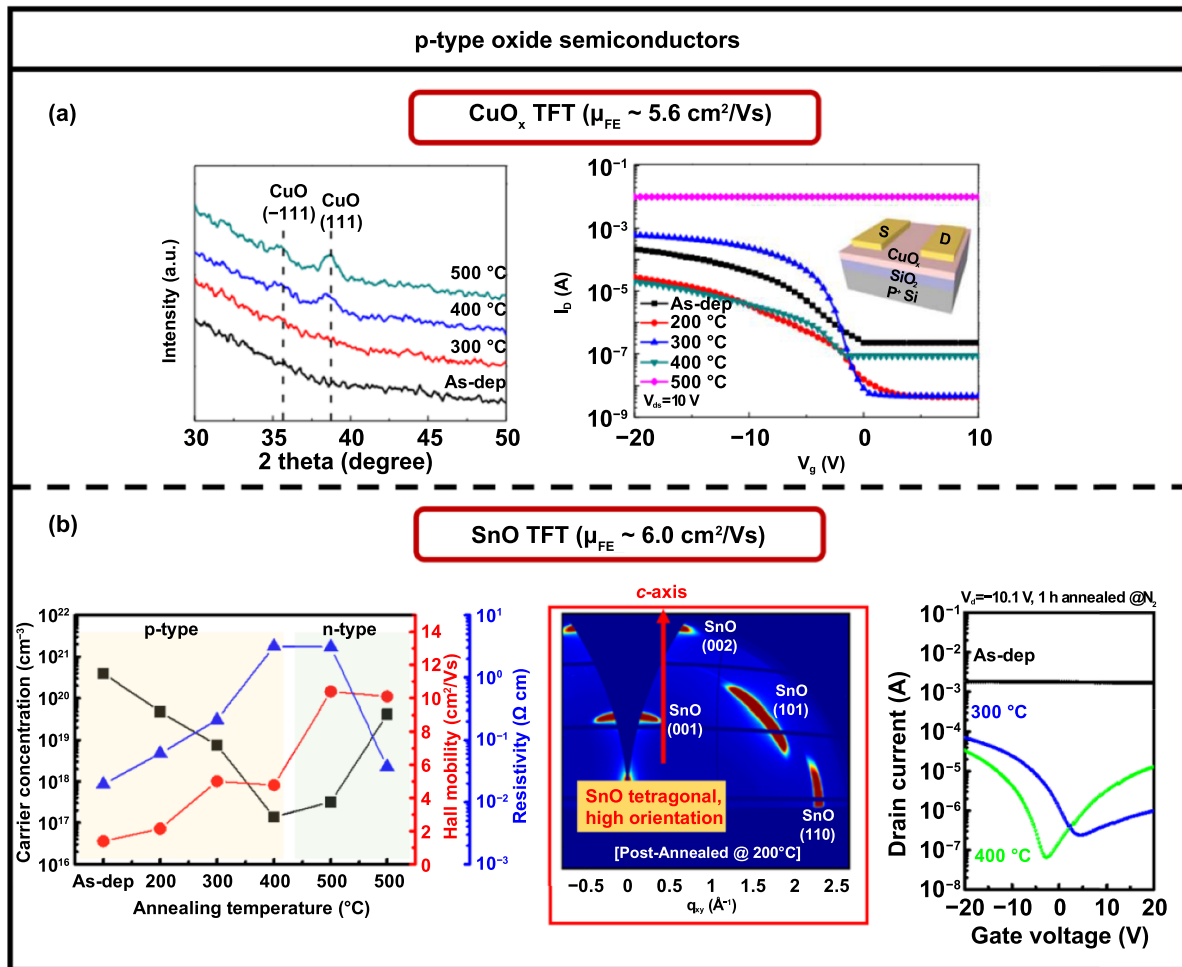 p-type oxide semiconductors
(a)
CuOₓ TFT (μFE ~ 5.6 cm²/Vs)
CuO
(−111)
CuO
(111)
500 °C
400 °C
300 °C
As-dep
Intensity (a.u.)
30 35 40 45 50
2 theta (degree)
10⁻¹
10⁻³
10⁻⁵
10⁻⁷
10⁻⁹
I_D (A)
S
D
CuOₓ
SiO₂
P⁺ Si
As-dep
200 °C
300 °C
400 °C
500 °C
V_ds=10 V
−20 −10 0 10
V_g (V)
(b)
SnO TFT (μFE ~ 6.0 cm²/Vs)
Carrier concentration (cm⁻³)
10²²
10²¹
10²⁰
10¹⁹
10¹⁸
10¹⁷
10¹⁶
p-type
n-type
14
12
10
8
6
4
2
0
Hall mobility (cm²/Vs)
10¹
10⁰
10⁻¹
10⁻²
10⁻³
Resistivity (Ω cm)
As-dep 200 300 400 500 500
Annealing temperature (°C)
c-axis
SnO
(002)
SnO
(101)
SnO
(001)
SnO
(110)
SnO tetragonal,
high orientation
[Post-Annealed @ 200°C]
−0.5 0 0.5 1 1.5 2 2.5
q_xy (Å⁻¹)
V_d=−10.1 V, 1 h annealed @N₂
10⁻¹
10⁻²
10⁻³
10⁻⁴
10⁻⁵
10⁻⁶
10⁻⁷
10⁻⁸
Drain current (A)
As-dep
300 °C
400 °C
−20 −10 0 10 20
Gate voltage (V)